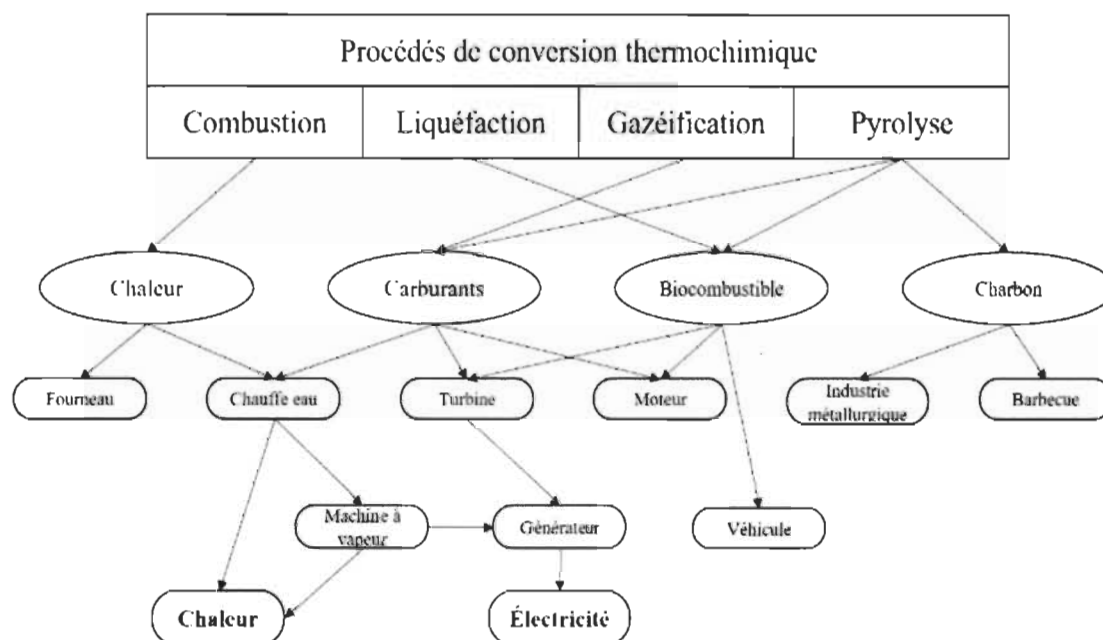 Procédés de conversion thermochimique
Combustion Liquéfaction Gazéification Pyrolyse
Chaleur Carburants Biocombustible Charbon
Fourneau Chauffe eau Turbine Moteur Industrie métallurgique Barbecue
Machine à vapeur Générateur Véhicule
Chaleur Électricité